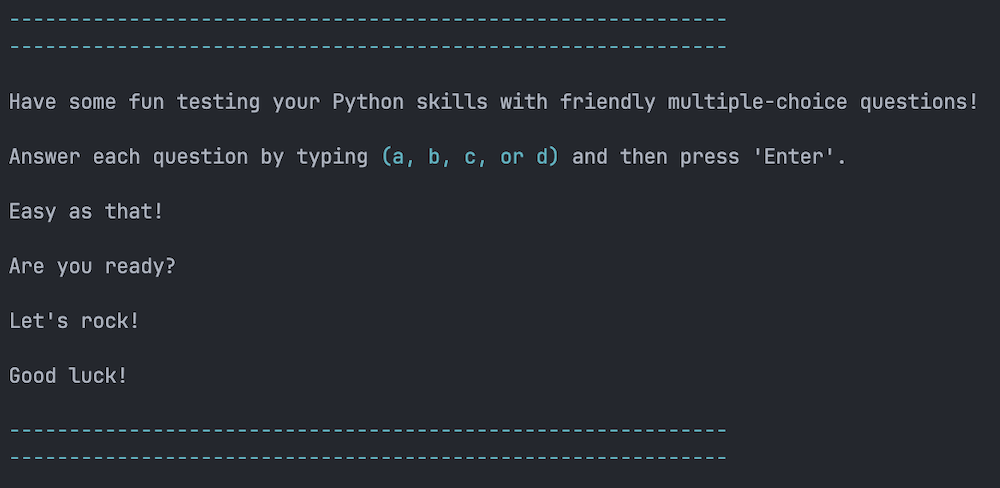 ------------------------------------------------------------
------------------------------------------------------------
Have some fun testing your Python skills with friendly multiple-choice questions!
Answer each question by typing (a, b, c, or d) and then press 'Enter'.
Easy as that!
Are you ready?
Let's rock!
Good luck!
------------------------------------------------------------
------------------------------------------------------------